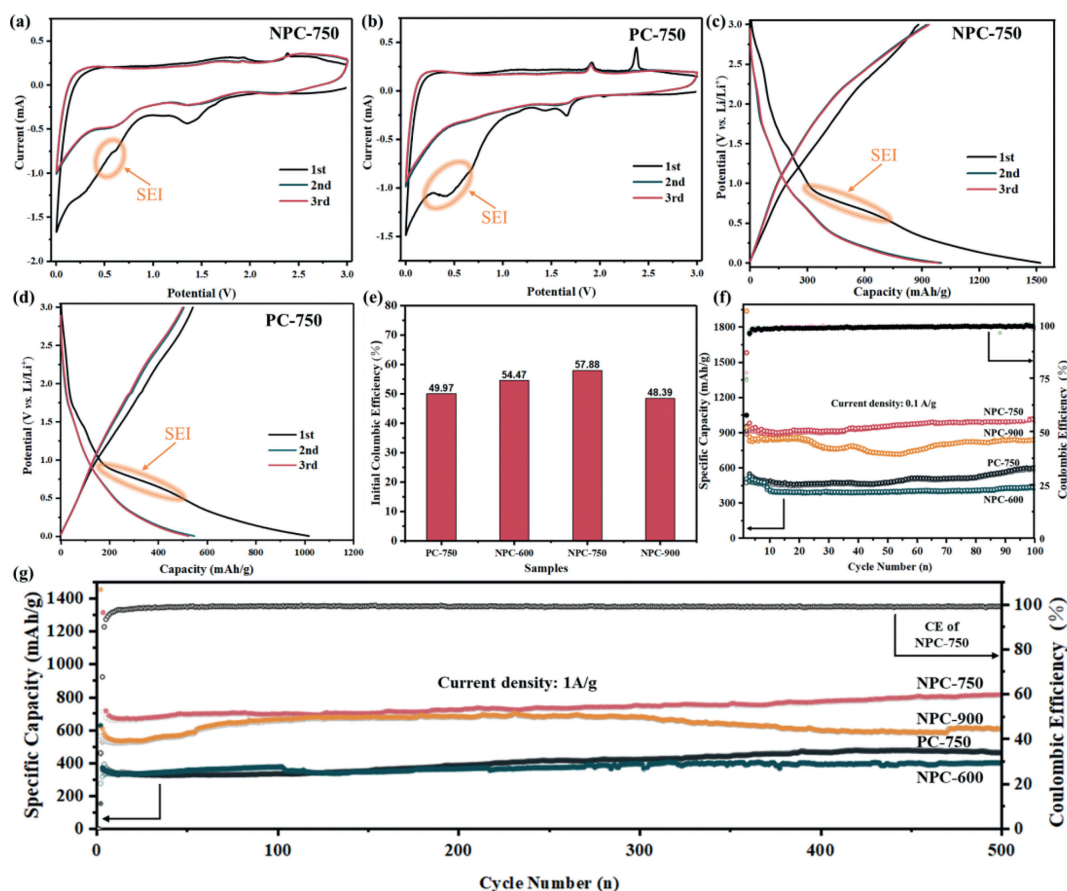 (a)
NPC-750
0.5
0.0
-0.5
-1.0
-1.5
-2.0
Current (mA)
SEI
1st
2nd
3rd
0.0 0.5 1.0 1.5 2.0 2.5 3.0
Potential (V)
(b)
PC-750
0.5
0.0
-0.5
-1.0
-1.5
Current (mA)
SEI
1st
2nd
3rd
0.0 0.5 1.0 1.5 2.0 2.5 3.0
Potential (V)
(c)
NPC-750
3.0
2.5
2.0
1.5
1.0
0.5
0.0
Potential (V vs. Li/Li⁺)
SEI
1st
2nd
3rd
0 300 600 900 1200 1500
Capacity (mAh/g)
(d)
PC-750
3.0
2.5
2.0
1.5
1.0
0.5
0.0
Potential (V vs. Li/Li⁺)
SEI
1st
2nd
3rd
0 200 400 600 800 1000 1200
Capacity (mAh/g)
(e)
100
90
80
70
60
50
40
30
20
10
0
Initial Columbic Efficiency (%)
49.97
54.47
57.88
48.39
PC-750 NPC-600 NPC-750 NPC-900
Samples
(f)
1800
1500
1200
900
600
300
0
Specific Capacity (mAh/g)
Current density: 0.1 A/g
NPC-750
NPC-900
PC-750
NPC-600
100
75
50
25
0
Coulombic Efficiency (%)
10 20 30 40 50 60 70 80 90 100
Cycle Number (n)
(g)
1400
1200
1000
800
600
400
200
0
Specific Capacity (mAh/g)
Current density: 1A/g
CE of
NPC-750
NPC-750
NPC-900
PC-750
NPC-600
100
80
60
40
20
0
Coulombic Efficiency (%)
0 100 200 300 400 500
Cycle Number (n)